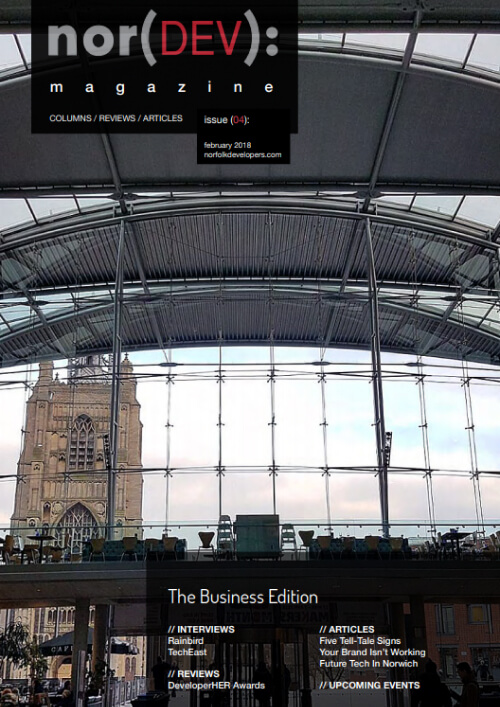 nor(DEV):
magazine
COLUMNS / REVIEWS / ARTICLES
issue (04):
february 2018
norfolkdevelopers.com
The Business Edition
// INTERVIEWS
Rainbird
TechEast
// REVIEWS
DeveloperHER Awards
// ARTICLES
Five Tell-Tale Signs
Your Brand Isn't Working
Future Tech In Norwich
// UPCOMING EVENTS